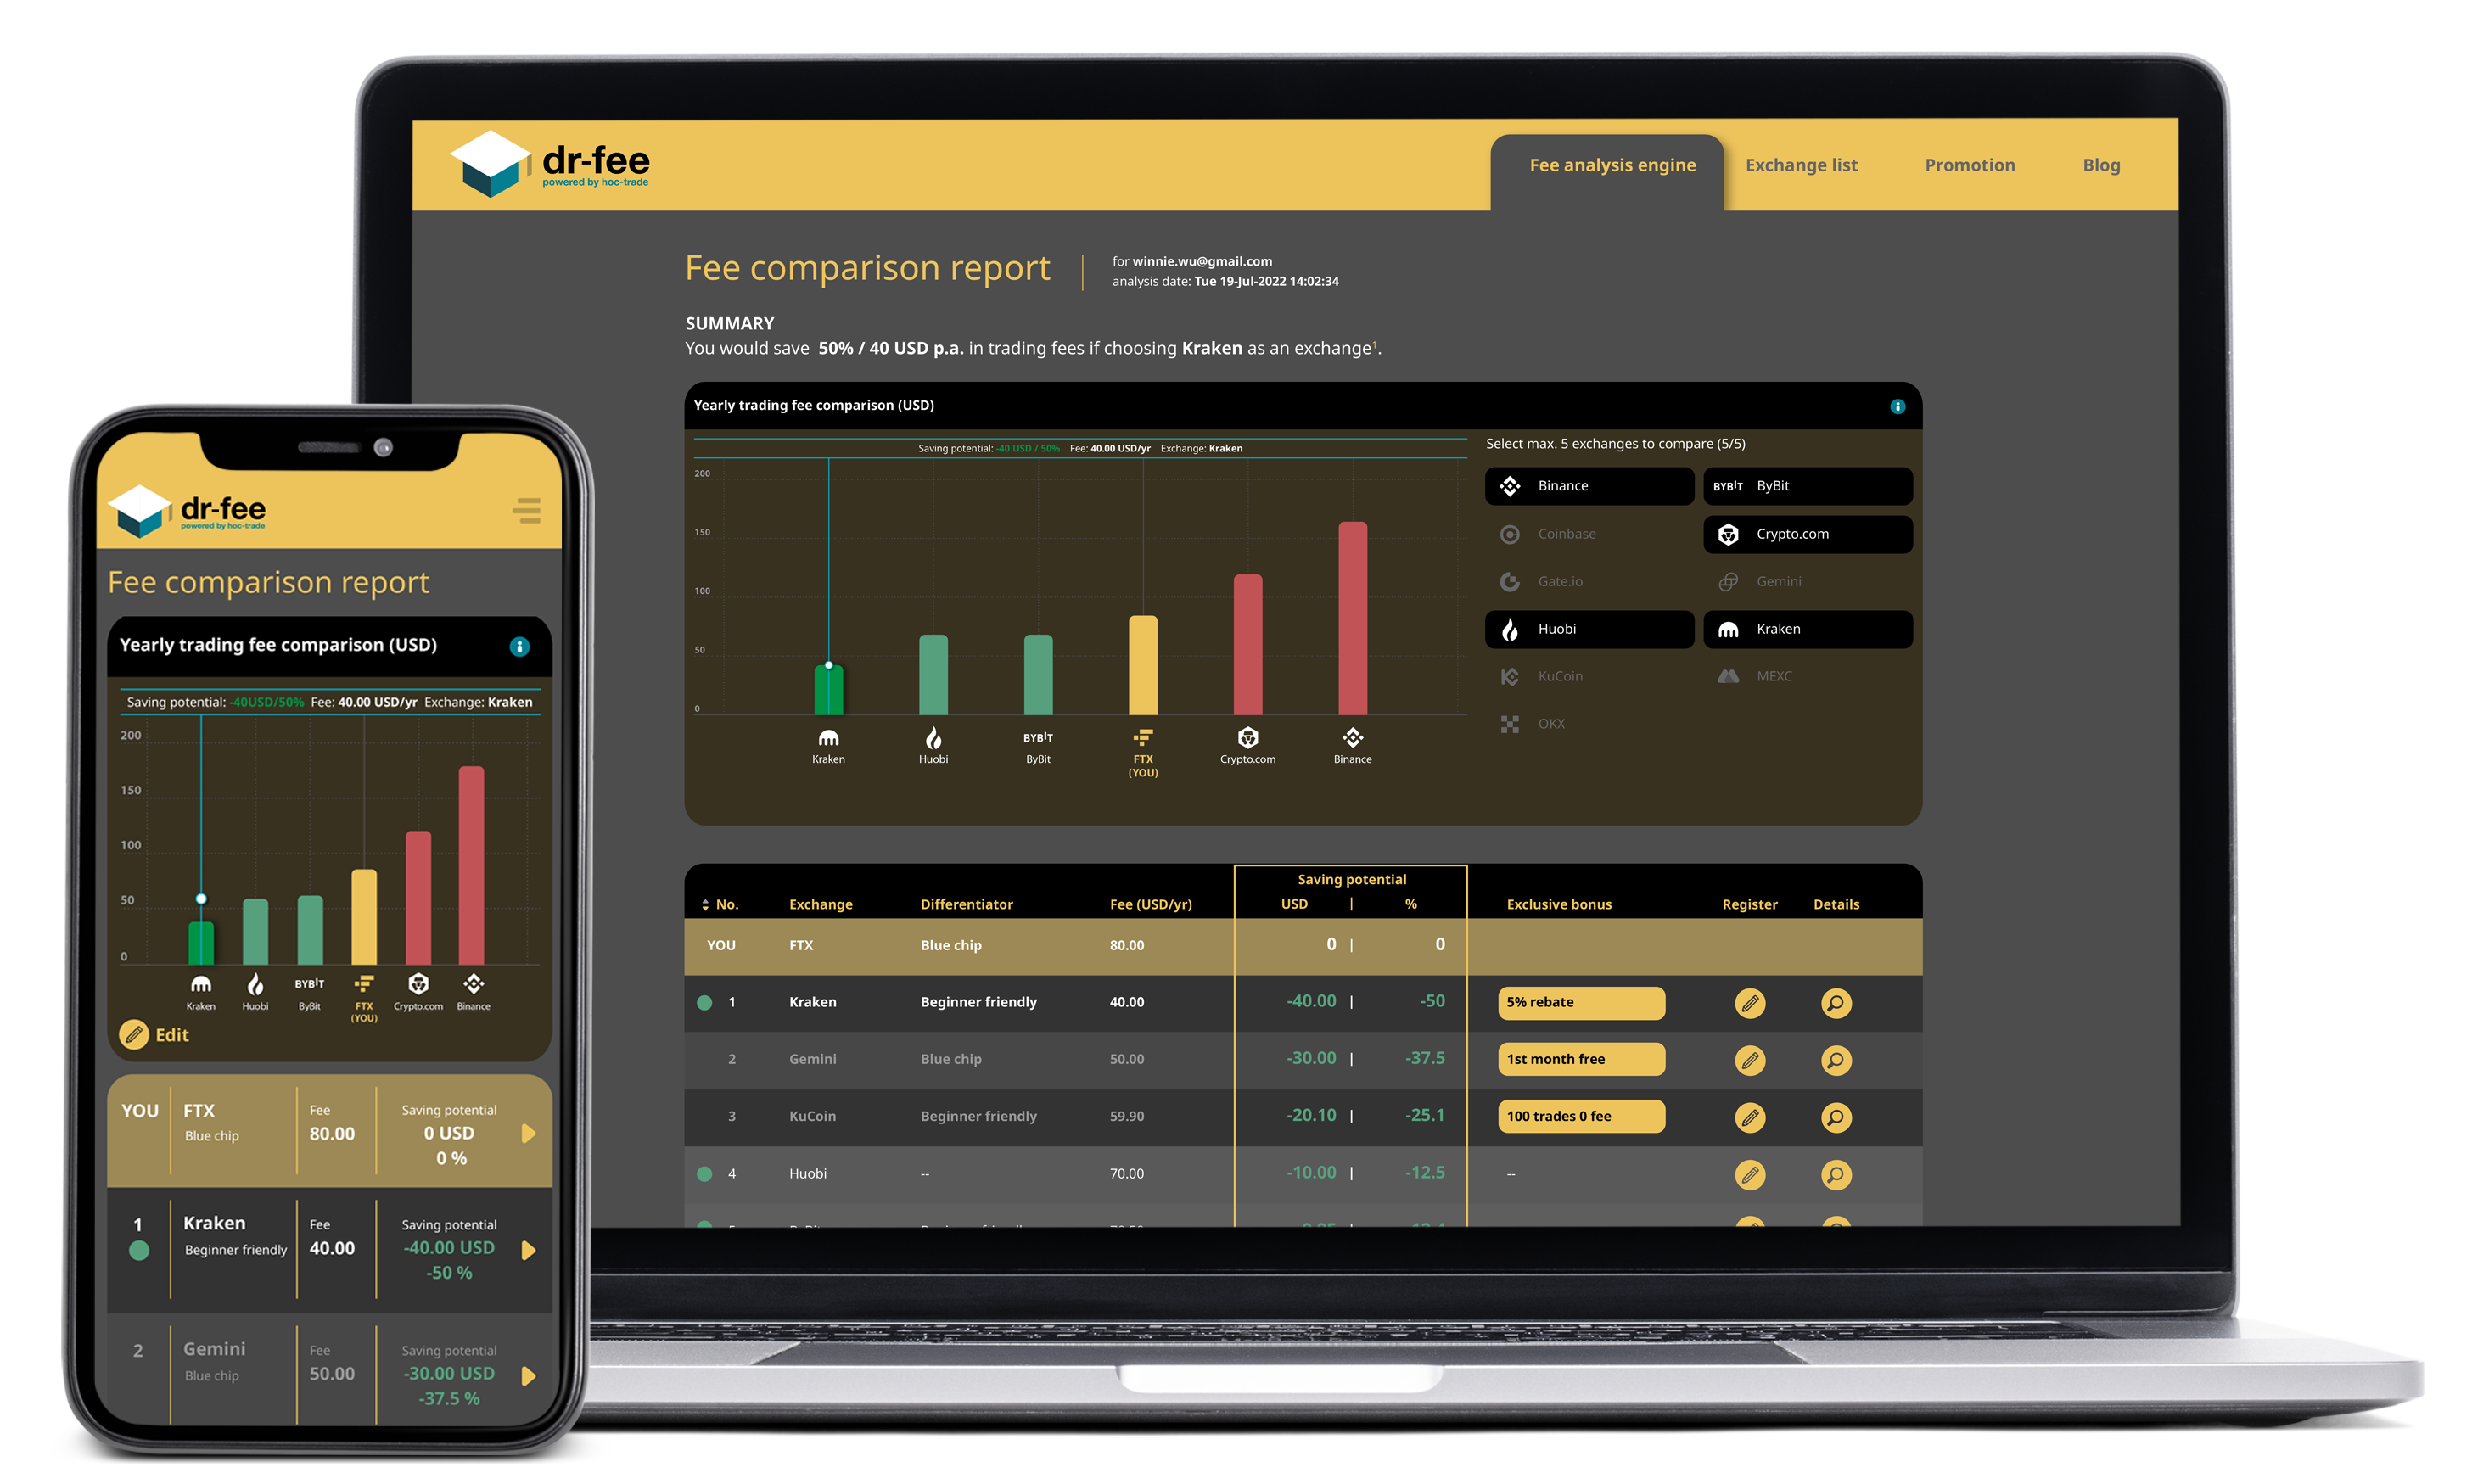 dr-fee
powered by hoc-trade
Fee analysis engine
Exchange list
Promotion
Blog
Fee comparison report
for winnie.wu@gmail.com
analysis date: Tue 19-Jul-2022 14:02:34
SUMMARY
You would save 50% / 40 USD p.a. in trading fees if choosing Kraken as an exchange¹.
Yearly trading fee comparison (USD)
Saving potential: -40 USD / 50% Fee: 40.00 USD/yr Exchange: Kraken
200
150
100
50
0
Kraken
Huobi
BYBIT
ByBit
FTX
(YOU)
Crypto.com
Binance
Select max. 5 exchanges to compare (5/5)
Binance
BYBIT ByBit
Coinbase
Crypto.com
Gate.io
Gemini
Huobi
Kraken
KuCoin
MEXC
OKX
Saving potential
No. Exchange Differentiator Fee (USD/yr) USD | % Exclusive bonus Register Details
YOU FTX Blue chip 80.00 0 | 0
1 Kraken Beginner friendly 40.00 -40.00 | -50 5% rebate
2 Gemini Blue chip 50.00 -30.00 | -37.5 1st month free
3 KuCoin Beginner friendly 59.90 -20.10 | -25.1 100 trades 0 fee
4 Huobi -- 70.00 -10.00 | -12.5 --
dr-fee
powered by hoc-trade
Fee comparison report
Yearly trading fee comparison (USD)
Saving potential: -40USD/50% Fee: 40.00 USD/yr Exchange: Kraken
200
150
100
50
0
Kraken
Huobi
BYBIT
ByBit
FTX
(YOU)
Crypto.com
Binance
Edit
YOU FTX Fee Saving potential
Blue chip 80.00 0 USD
0 %
1 Kraken Fee Saving potential
Beginner friendly 40.00 -40.00 USD
-50 %
2 Gemini Fee Saving potential
Blue chip 50.00 -30.00 USD
-37.5 %